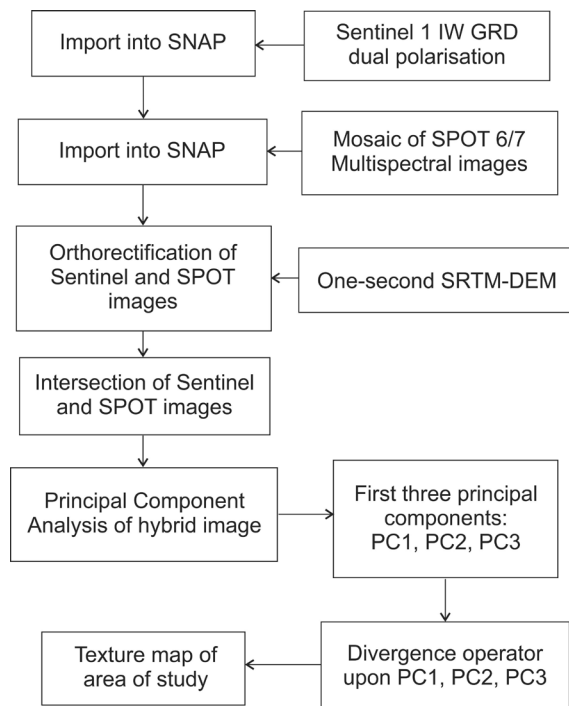 Import into SNAP
Sentinel 1 IW GRD
dual polarisation
Import into SNAP
Mosaic of SPOT 6/7
Multispectral images
Orthorectification of
Sentinel and SPOT
images
One-second SRTM-DEM
Intersection of Sentinel
and SPOT images
Principal Component
Analysis of hybrid image
First three principal
components:
PC1, PC2, PC3
Divergence operator
upon PC1, PC2, PC3
Texture map of
area of study